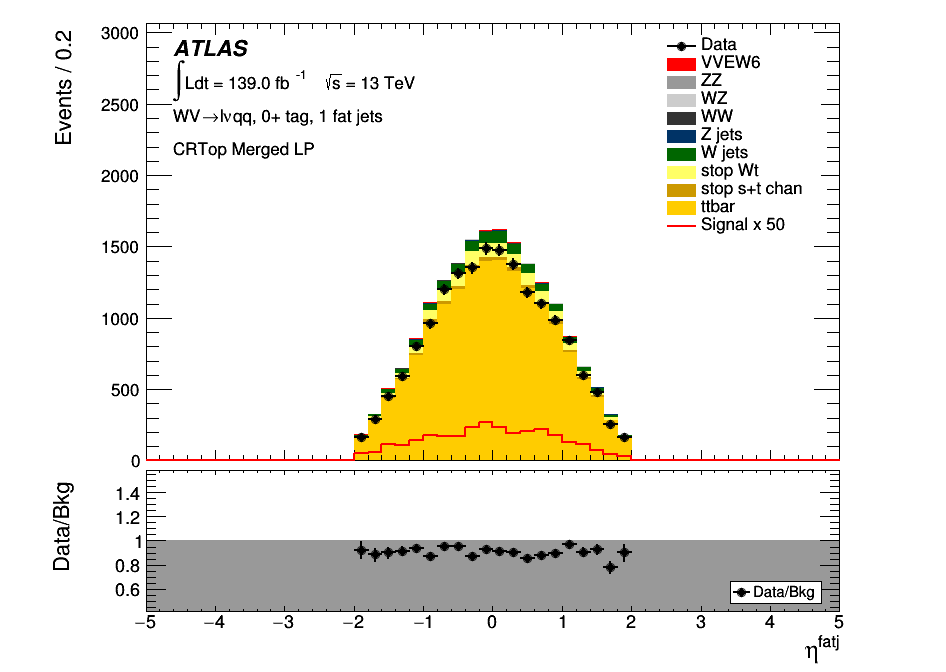 Events / 0.2
3000
2500
2000
1500
1000
500
0
ATLAS
∫Ldt = 139.0 fb⁻¹ √s = 13 TeV
WV→lνqq, 0+ tag, 1 fat jets
CRTop Merged LP
Data
VVEW6
ZZ
WZ
WW
Z jets
W jets
stop Wt
stop s+t chan
ttbar
Signal x 50
Data/Bkg
1.4
1.2
1
0.8
0.6
Data/Bkg
−5 −4 −3 −2 −1 0 1 2 3 4 5
η^fatj